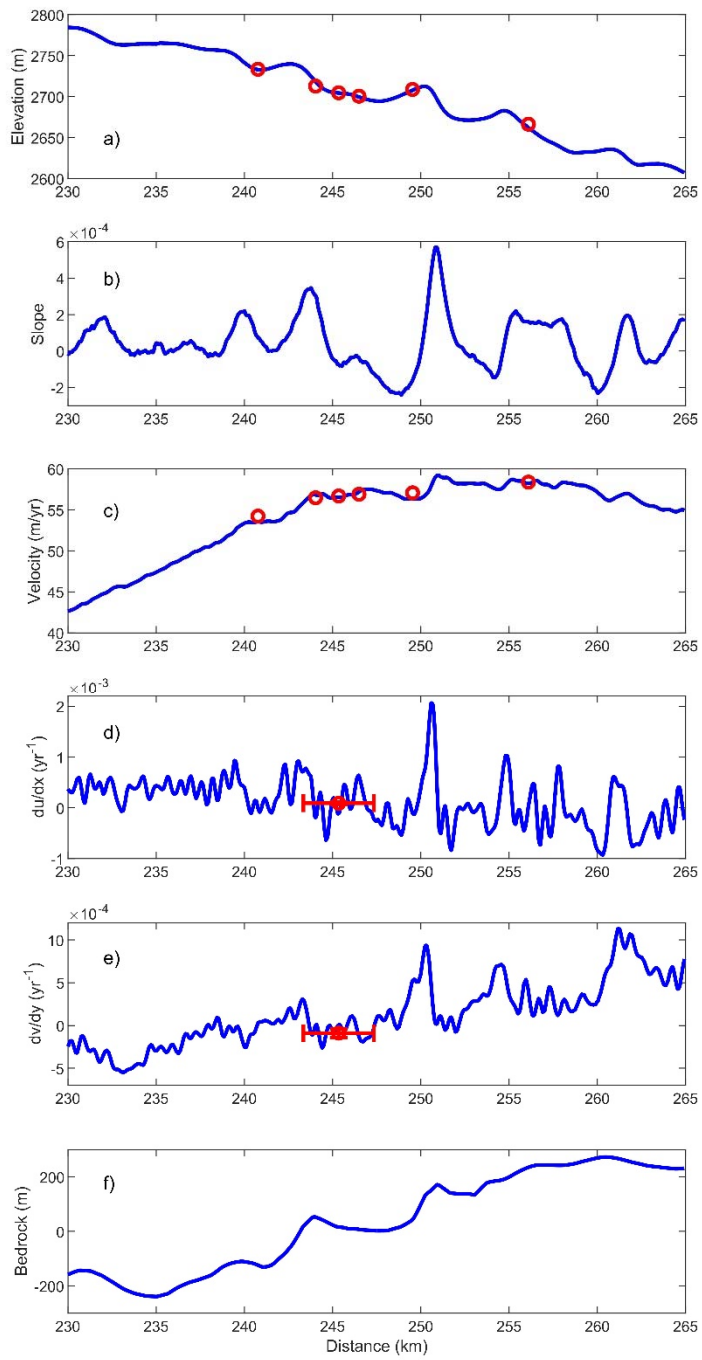 2800
2750
2700
2650
2600
Elevation (m)
a)
230 235 240 245 250 255 260 265
×10⁻⁴
6
4
2
0
-2
Slope
b)
230 235 240 245 250 255 260 265
60
55
50
45
40
Velocity (m/yr)
c)
230 235 240 245 250 255 260 265
×10⁻³
2
1
0
-1
du/dx (yr⁻¹)
d)
230 235 240 245 250 255 260 265
×10⁻⁴
10
5
0
-5
dv/dy (yr⁻¹)
e)
230 235 240 245 250 255 260 265
200
0
-200
Bedrock (m)
f)
230 235 240 245 250 255 260 265
Distance (km)